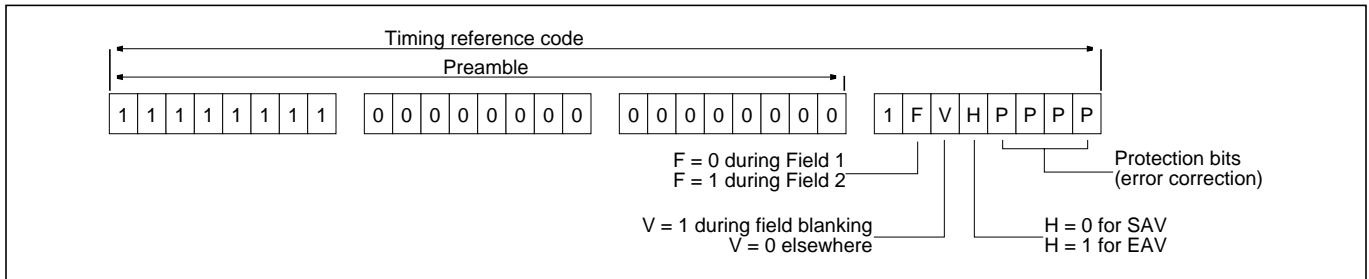 Timing reference code
Preamble
1 1 1 1 1 1 1 1 0 0 0 0 0 0 0 0 0 0 0 0 0 0 0 0 1 F V H P P P P
F = 0 during Field 1
F = 1 during Field 2
Protection bits
(error correction)
V = 1 during field blanking
V = 0 elsewhere
H = 0 for SAV
H = 1 for EAV